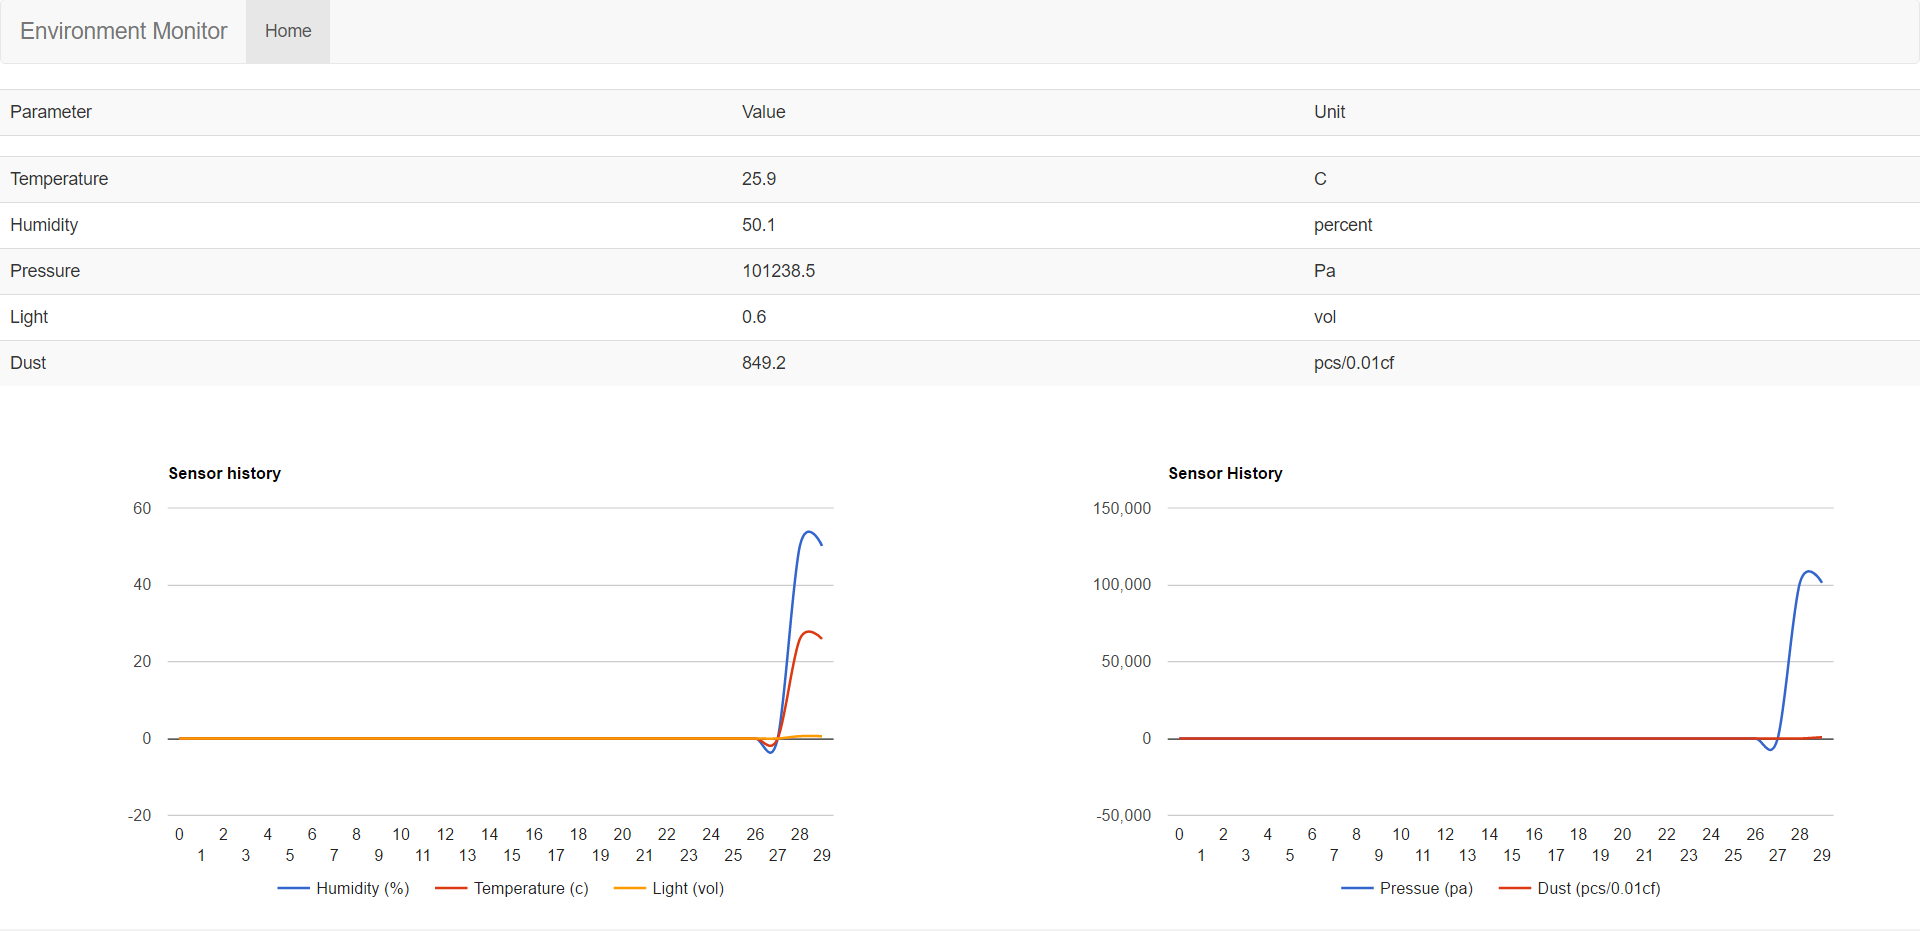 Environment Monitor Home
Parameter Value Unit
Temperature 25.9 C
Humidity 50.1 percent
Pressure 101238.5 Pa
Light 0.6 vol
Dust 849.2 pcs/0.01cf
Sensor history
60
40
20
0
-20
0 2 4 6 8 10 12 14 16 18 20 22 24 26 28
1 3 5 7 9 11 13 15 17 19 21 23 25 27 29
Humidity (%) Temperature (c) Light (vol)
Sensor History
150,000
100,000
50,000
0
-50,000
0 2 4 6 8 10 12 14 16 18 20 22 24 26 28
1 3 5 7 9 11 13 15 17 19 21 23 25 27 29
Pressue (pa) Dust (pcs/0.01cf)